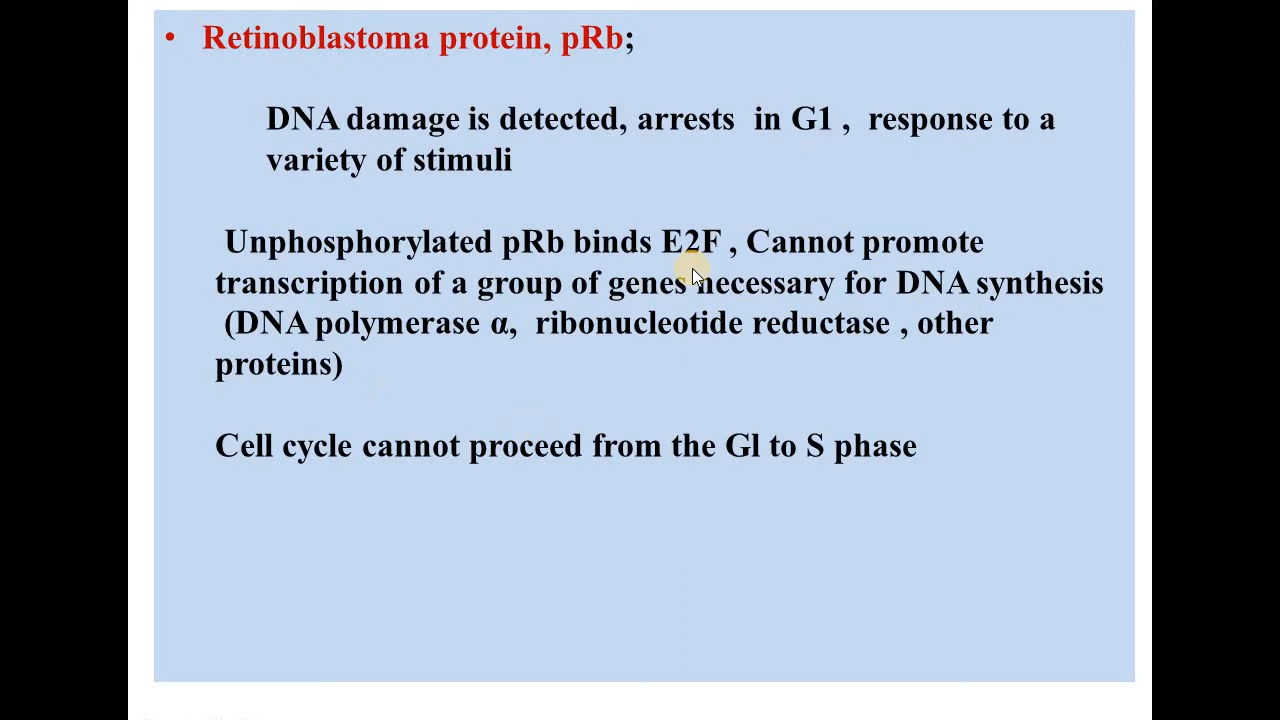 • Retinoblastoma protein, pRb;
DNA damage is detected, arrests in G1 , response to a
variety of stimuli
Unphosphorylated pRb binds E2F , Cannot promote
transcription of a group of genes necessary for DNA synthesis
(DNA polymerase α, ribonucleotide reductase , other
proteins)
Cell cycle cannot proceed from the Gl to S phase